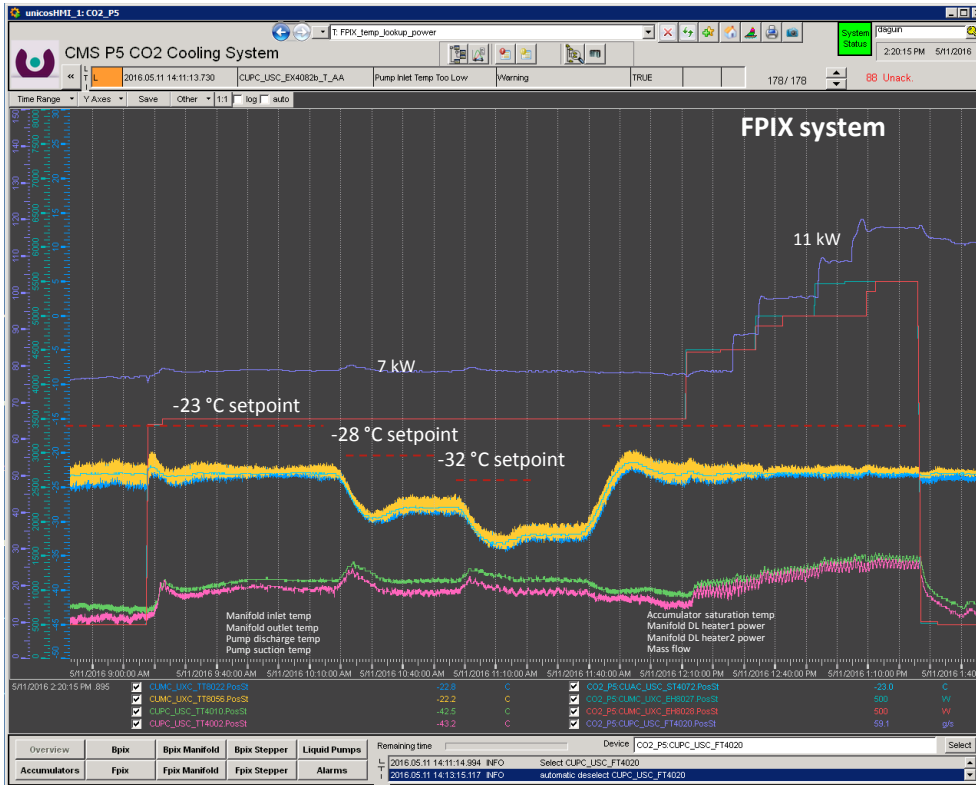 unicosHMI_1: CO2_P5
T: FPIX_temp_lookup_power
CMS P5 CO2 Cooling System
System Status
daquin
2:20:15 PM 5/11/2016
L T I
L 2016.05.11 14:11:13.730 CUPC_USC_EX4082b_T_AA Pump Inlet Temp Too Low Warning TRUE 178/ 178 88 Unack.
Time Range Y Axes Save Other 1:1 log auto
FPIX system
11 kW
7 kW
-23 °C setpoint
-28 °C setpoint
-32 °C setpoint
Manifold inlet temp
Manifold outlet temp
Pump discharge temp
Pump suction temp
Accumulator saturation temp
Manifold DL heater1 power
Manifold DL heater2 power
Mass flow
5/11/2016 9:00:00 AM 5/11/2016 9:40:00 AM 5/11/2016 10:10:00 AM 5/11/2016 10:50:00 AM 5/11/2016 11:30:00 AM 5/11/2016 12:10:00 PM 5/11/2016 12:40:00 PM 5/11/2016 1:10:00 PM 5/11/2016 1:40
5/11/2016 2:20:15 PM .895
CUMC_UXC_TT8022.PosSt -22.8 C CO2_P5:CUAC_USC_ST4072.PosSt -23.0 C
CUMC_UXC_TT8056.PosSt -22.2 C CO2_P5:CUMC_UXC_EH8027.PosSt 500 W
CUPC_USC_TT4010.PosSt -42.5 C CO2_P5:CUMC_UXC_EH8028.PosSt 500 W
CUPC_USC_TT4002.PosSt -43.2 C CO2_P5:CUPC_USC_FT4020.PosSt 59.1 g/s
Overview Bpix Bpix Manifold Bpix Stepper Liquid Pumps
Accumulators Fpix Fpix Manifold Fpix Stepper Alarms
Remaining time Device CO2_P5:CUPC_USC_FT4020 Select
2016.05.11 14:11:14.994 INFO Select CUPC_USC_FT4020
2016.05.11 14:13:15.117 INFO automatic deselect CUPC_USC_FT4020